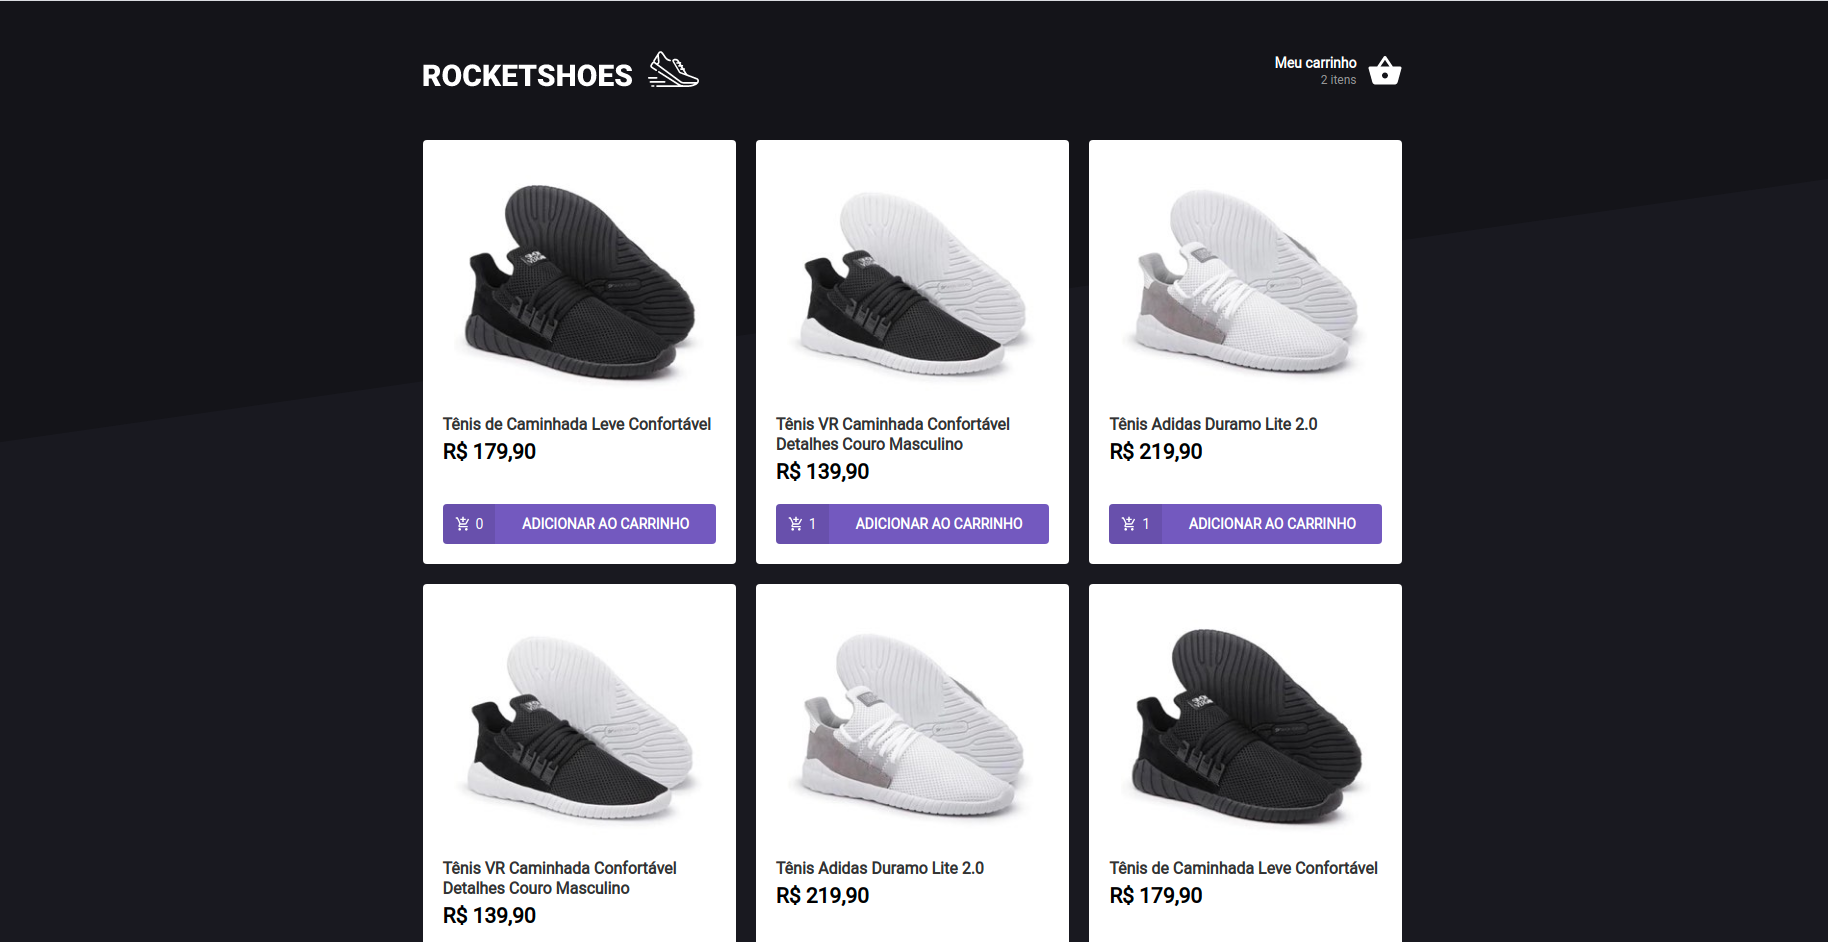 ROCKETSHOES
Meu carrinho
2 itens
Tênis de Caminhada Leve Confortável
R$ 179,90
0 ADICIONAR AO CARRINHO
Tênis VR Caminhada Confortável
Detalhes Couro Masculino
R$ 139,90
1 ADICIONAR AO CARRINHO
Tênis Adidas Duramo Lite 2.0
R$ 219,90
1 ADICIONAR AO CARRINHO
Tênis VR Caminhada Confortável
Detalhes Couro Masculino
R$ 139,90
Tênis Adidas Duramo Lite 2.0
R$ 219,90
Tênis de Caminhada Leve Confortável
R$ 179,90